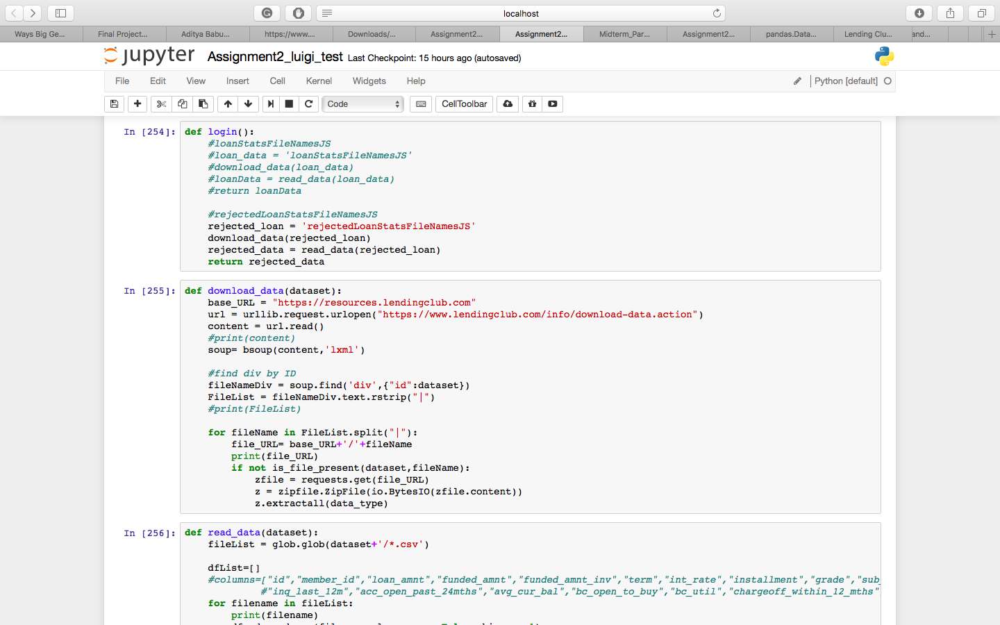 localhost
Ways Big Ge...
Final Project...
Aditya Babu...
https://www....
Downloads/...
Assignment2...
Assignment2...
Midterm_Par...
Assignment2...
pandas.Data...
Lending Clu...
and...
jupyter Assignment2_luigi_test Last Checkpoint: 15 hours ago (autosaved)
File Edit View Insert Cell Kernel Widgets Help Python [default]
Code CellToolbar
In [254]: def login():
#loanStatsFileNamesJS
#loan_data = 'loanStatsFileNamesJS'
#download_data(loan_data)
#loanData = read_data(loan_data)
#return loanData
#rejectedLoanStatsFileNamesJS
rejected_loan = 'rejectedLoanStatsFileNamesJS'
download_data(rejected_loan)
rejected_data = read_data(rejected_loan)
return rejected_data
In [255]: def download_data(dataset):
base_URL = "https://resources.lendingclub.com"
url = urllib.request.urlopen("https://www.lendingclub.com/info/download-data.action")
content = url.read()
#print(content)
soup= bsoup(content,'lxml')
#find div by ID
fileNameDiv = soup.find('div',{"id":dataset})
FileList = fileNameDiv.text.rstrip("|")
#print(FileList)
for fileName in FileList.split("|"):
file_URL= base_URL+'/'+fileName
print(file_URL)
if not is_file_present(dataset,fileName):
zfile = requests.get(file_URL)
z = zipfile.ZipFile(io.BytesIO(zfile.content))
z.extractall(data_type)
In [256]: def read_data(dataset):
fileList = glob.glob(dataset+'/*.csv')
dfList=[]
#columns=["id","member_id","loan_amnt","funded_amnt","funded_amnt_inv","term","int_rate","installment","grade","sub_
#"inq_last_12m","acc_open_past_24mths","avg_cur_bal","bc_open_to_buy","bc_util","chargeoff_within_12_mths"
for filename in fileList:
print(filename)